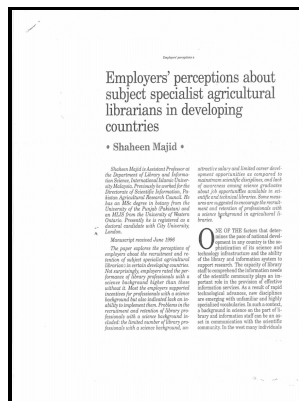 Employers' perceptions
Employers' perceptions about
subject specialist agricultural
librarians in developing
countries
• Shaheen Majid •
Shaheen Majid is Assistant Professor at
the Department of Library and Informa-
tion Science, International Islamic Univer-
sity Malaysia. Previously he worked for the
Directorate of Scientific Information, Pa-
kistan Agricultural Research Council. He
has an MSc degree in botany from the
University of the Punjab (Pakistan) and
an MLIS from the University of Western
Ontario. Presently he is registered as a
doctoral candidate with City University,
London.
Manuscript received June 1996
The paper explores the perceptions of
employers about the recruitment and re-
tention of subject specialist agricultural
librarians in certain developing countries.
Not surprisingly, employers rated the per-
formance of library professionals with a
science background higher than those
without it. Most the employers supported
incentives for professionals with a science
background but also indicated lack on in-
ability to implement them. Problems in the
recruitment and retention of library pro-
fessionals with a science background in-
cluded: the limited number of library pro-
fessionals with a science background, un-
attractive salary and limited career devel-
opment opportunities as compared to
mainstream scientific disciplines, and lack
of awareness among science graduates
about job opportunities available in sci-
entific and technical libraries. Some meas-
ures are suggested to encourage the recruit-
ment and retention of professionals with
a science background in agricultural li-
braries.
ONE OF THE factors that deter-
mines the pace of national devel-
opment in any country is the so-
phistication of its science and
technology infrastructure and the ability
of the library and information system to
support research. The ability of library
staff to comprehend the information needs
of the scientific community plays an im-
portant role in the provision of effective
information services. As a result of rapid
technological advances, new disciplines
are emerging with unfamiliar and highly
specialized vocabularies. In such a context,
a background in science on the part of li-
brary and information staff can be an as-
set in communication with the scientific
community. In the west many individuals